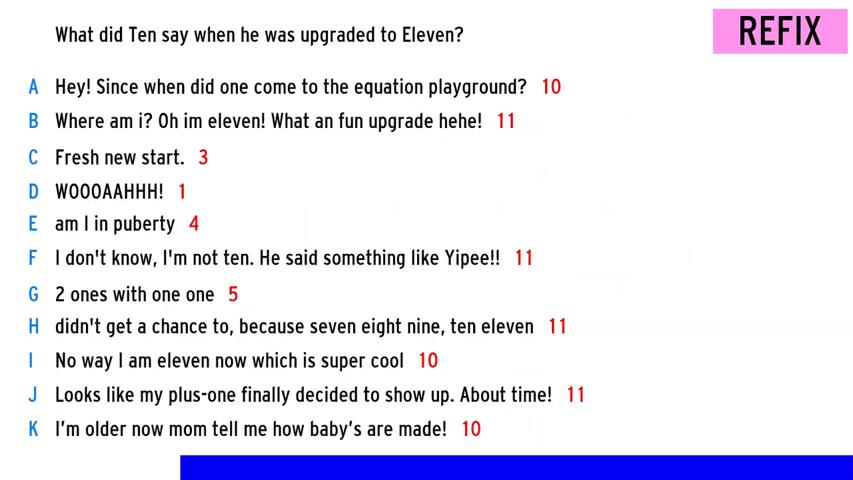 What did Ten say when he was upgraded to Eleven?
REFIX
A Hey! Since when did one come to the equation playground? 10
B Where am i? Oh im eleven! What an fun upgrade hehe! 11
C Fresh new start. 3
D WOOOAAHHH! 1
E am I in puberty 4
F I don't know, I'm not ten. He said something like Yipee!! 11
G 2 ones with one one 5
H didn't get a chance to, because seven eight nine, ten eleven 11
I No way I am eleven now which is super cool 10
J Looks like my plus-one finally decided to show up. About time! 11
K I’m older now mom tell me how baby’s are made! 10